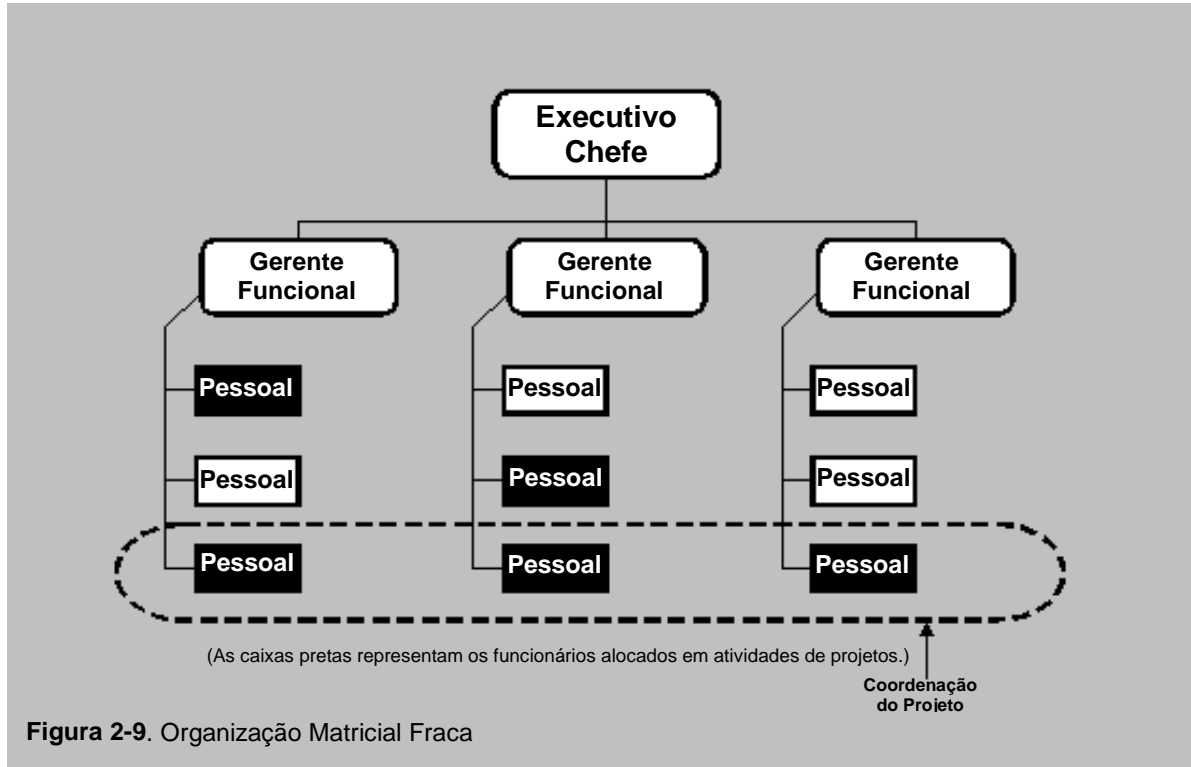 Executivo
Chefe
Gerente
Funcional
Gerente
Funcional
Gerente
Funcional
Pessoal
Pessoal
Pessoal
Pessoal
Pessoal
Pessoal
Pessoal
Pessoal
Pessoal
(As caixas pretas representam os funcionários alocados em atividades de projetos.)
Coordenação
do Projeto
Figura 2-9. Organização Matricial Fraca